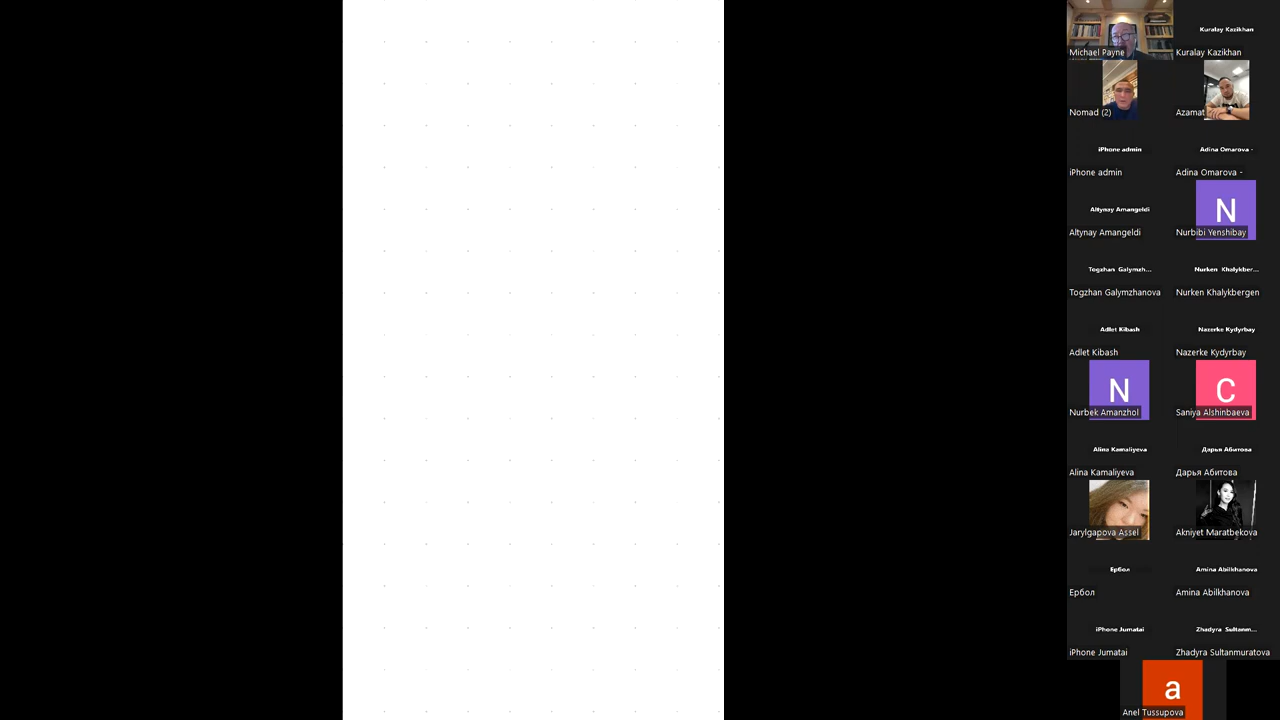 Michael Payne
Kuralay Kazikhan
Kuralay Kazikhan
Nomad (2)
Azamat
iPhone admin
iPhone admin
Adina Omarova -
Adina Omarova -
Altynay Amangeldi
Altynay Amangeldi
N
Nurbibi Yenshibay
Togzhan Galymzh...
Togzhan Galymzhanova
Nurken Khalykber...
Nurken Khalykbergen
Adlet Kibash
Adlet Kibash
Nazerke Kydyrbay
Nazerke Kydyrbay
N
Nurbek Amanzhol
C
Saniya Alshinbaeva
Alina Kamaliyeva
Alina Kamaliyeva
Дарья Абитова
Дарья Абитова
Jarylgapova Assel
Akniyet Maratbekova
Ербол
Ербол
Amina Abilkhanova
Amina Abilkhanova
iPhone Jumatai
iPhone Jumatai
Zhadyra Sultanm...
Zhadyra Sultanmuratova
a
Anel Tussupova